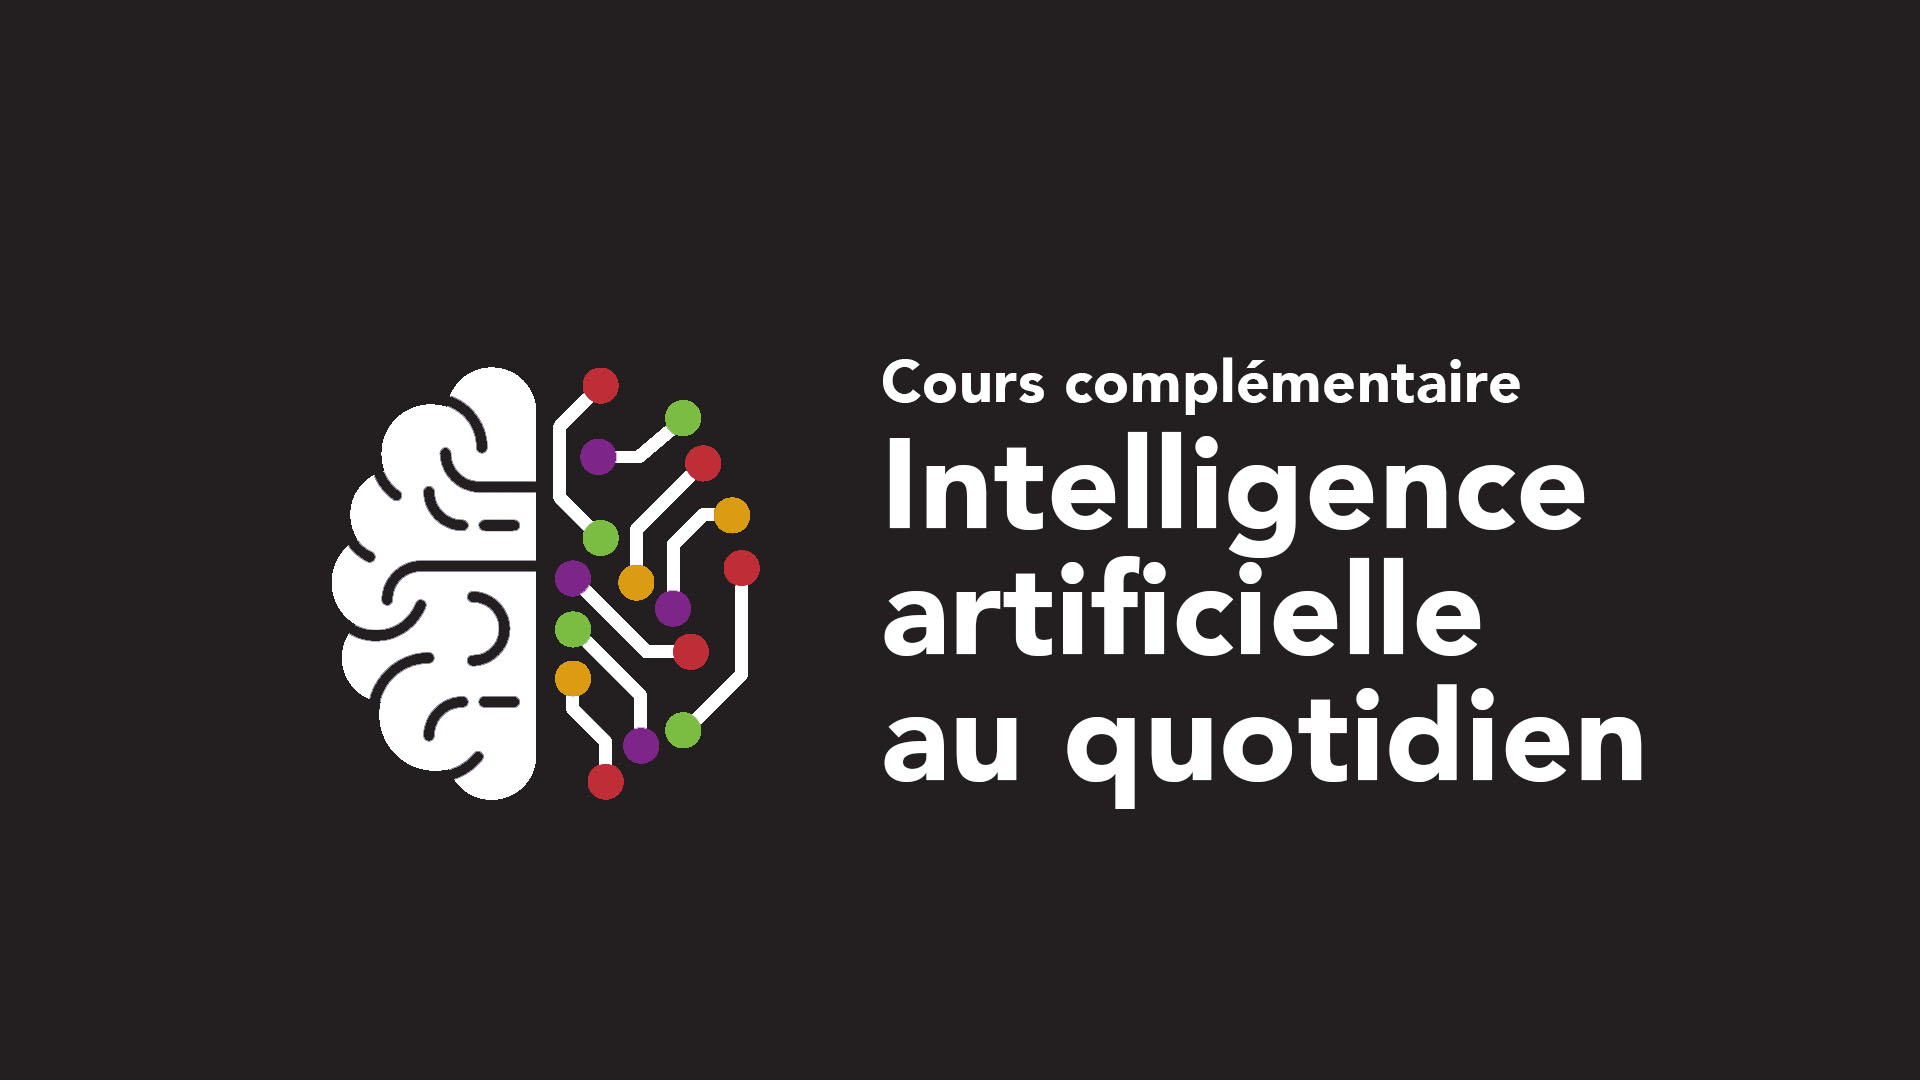 Cours complémentaire
Intelligence
artificielle
au quotidien